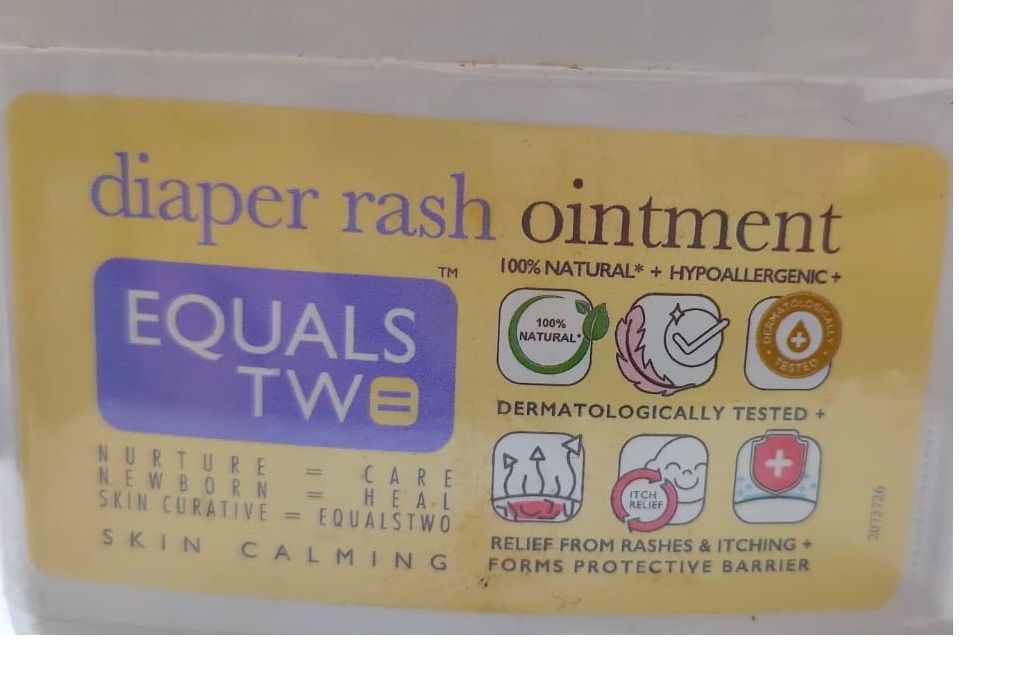 diaper rash ointment
™
EQUALS
TW=
NURTURE = CARE
NEWBORN = HEAL
SKIN CURATIVE = EQUALSTWO
SKIN CALMING
100% NATURAL* + HYPOALLERGENIC +
100%
NATURAL*
DERMATOLOGICALLY
TESTED
DERMATOLOGICALLY TESTED +
ITCH
RELIEF
RELIEF FROM RASHES & ITCHING +
FORMS PROTECTIVE BARRIER
2073726